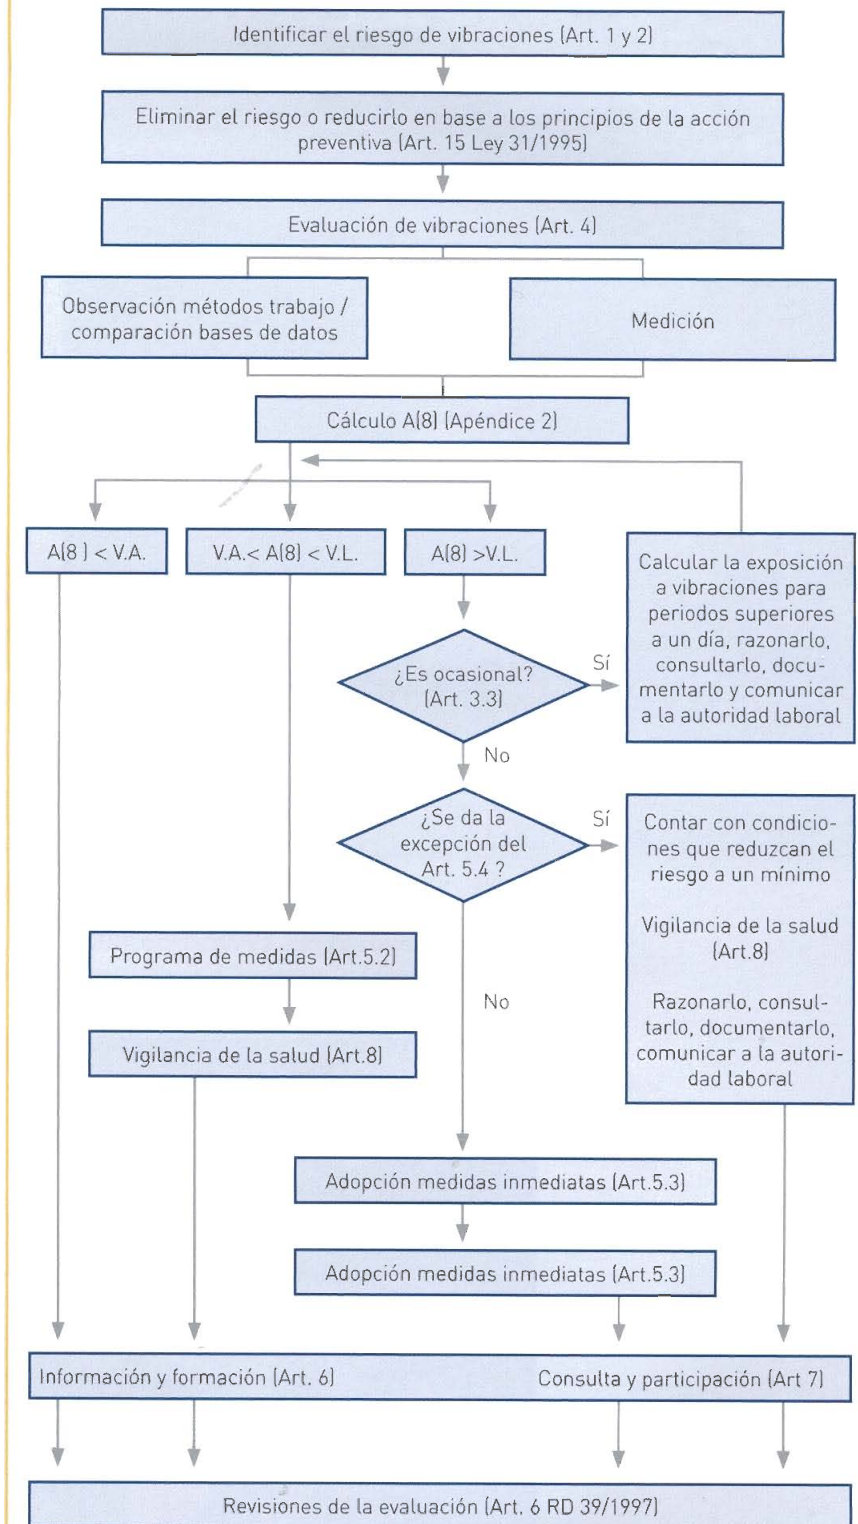 Identificar el riesgo de vibraciones (Art. 1 y 2)
Eliminar el riesgo o reducirlo en base a los principios de la acción
preventiva (Art. 15 Ley 31/1995)
Evaluación de vibraciones (Art. 4)
Observación métodos trabajo /
comparación bases de datos
Medición
Cálculo A(8) (Apéndice 2)
A(8 ) < V.A.
V.A.< A(8) < V.L.
A(8) >V.L.
Calcular la exposición
a vibraciones para
periodos superiores
a un día, razonarlo,
consultarlo, docu-
mentarlo y comunicar
a la autoridad laboral
¿Es ocasional?
(Art. 3.3)
Sí
No
¿Se da la
excepción del
Art. 5.4 ?
Sí
Contar con condicio-
nes que reduzcan el
riesgo a un mínimo
Vigilancia de la salud
(Art.8)
Razonarlo, consul-
tarlo, documentarlo,
comunicar a la autori-
dad laboral
No
Programa de medidas (Art.5.2)
Vigilancia de la salud (Art.8)
Adopción medidas inmediatas (Art.5.3)
Adopción medidas inmediatas (Art.5.3)
Información y formación (Art. 6)
Consulta y participación (Art 7)
Revisiones de la evaluación (Art. 6 RD 39/1997)